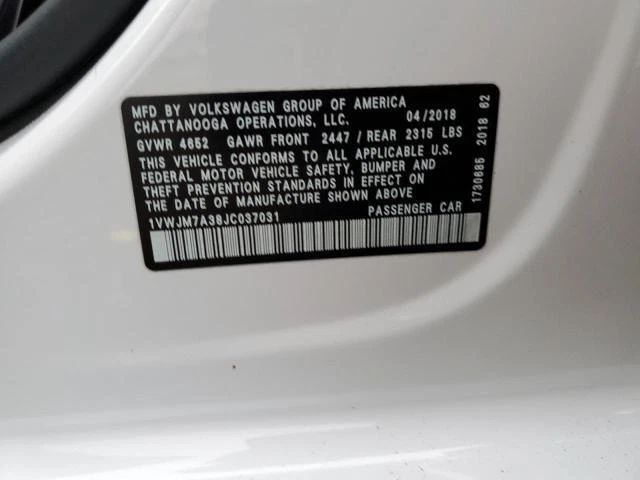 MFD BY VOLKSWAGEN GROUP OF AMERICA
CHATTANOOGA OPERATIONS, LLC. 04/2018
GVWR 4652 GAWR FRONT 2447/REAR 2315 LBS
THIS VEHICLE CONFORMS TO ALL APPLICABLE U.S.
FEDERAL MOTOR VEHICLE SAFETY, BUMPER AND
THEFT PREVENTION STANDARDS IN EFFECT ON
THE DATE OF MANUFACTURE SHOWN ABOVE
1VWJM7A38JC037031 PASSENGER CAR
1730685 2018 62